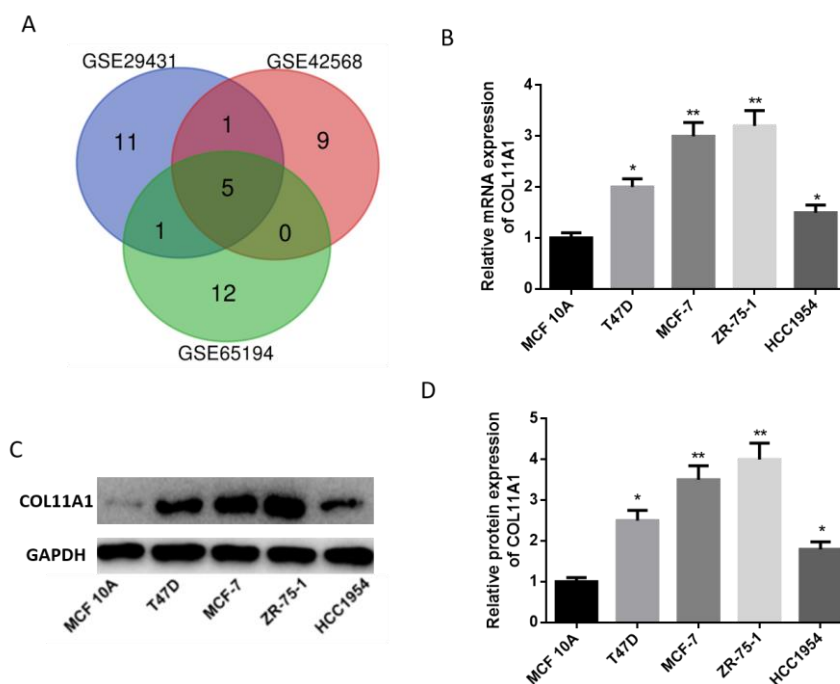 A
GSE29431
GSE42568
11
1
9
5
1
0
12
GSE65194
B
Relative mRNA expression
of COL11A1
4
3
2
1
0
*
**
**
*
MCF 10A
T47D
MCF-7
ZR-75-1
HCC1954
C
COL11A1
GAPDH
MCF 10A
T47D
MCF-7
ZR-75-1
HCC1954
D
Relative protein expression
of COL11A1
5
4
3
2
1
0
*
**
**
*
MCF 10A
T47D
MCF-7
ZR-75-1
HCC1954